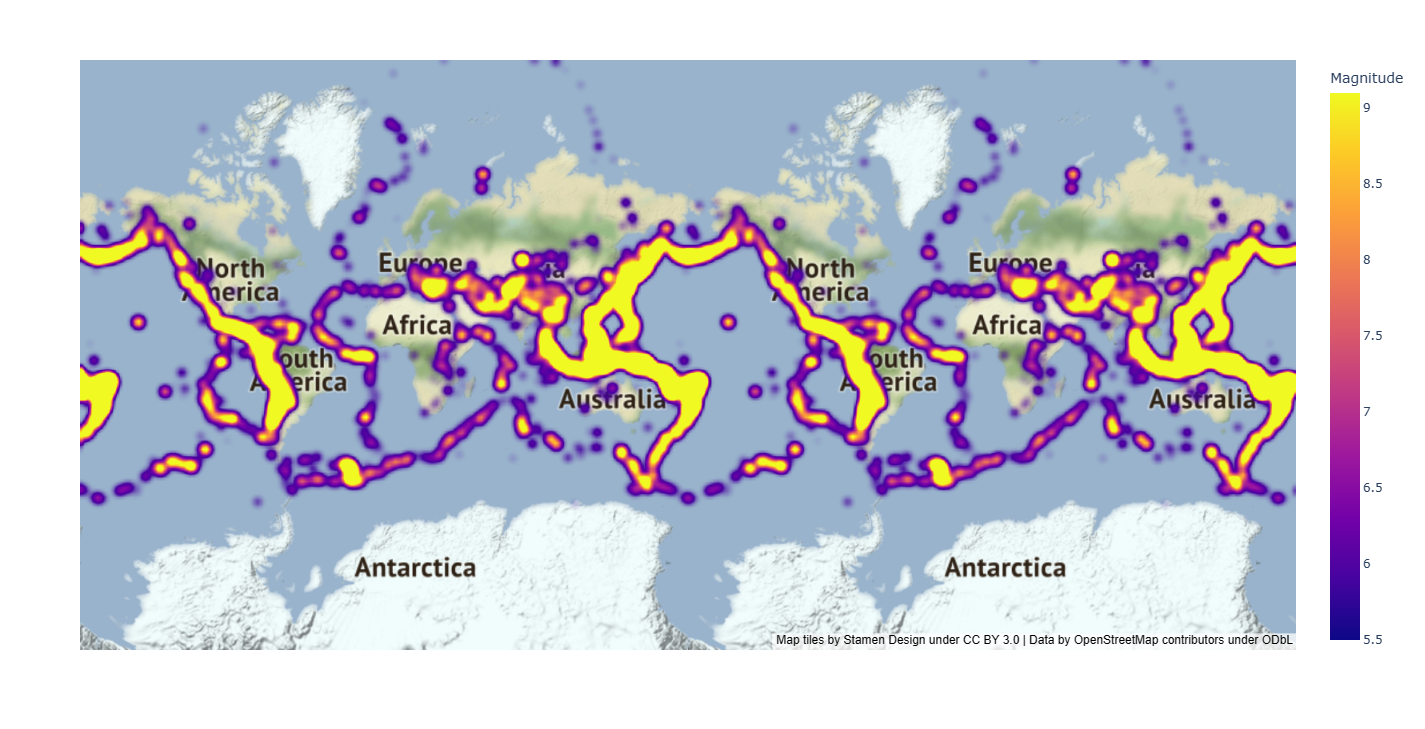 Magnitude
9
8.5
8
7.5
7
6.5
6
5.5
North
America
Europe
Africa
South
America
Australia
Antarctica
North
America
Europe
Africa
South
America
Australia
Antarctica
Map tiles by Stamen Design under CC BY 3.0 | Data by OpenStreetMap contributors under ODbL